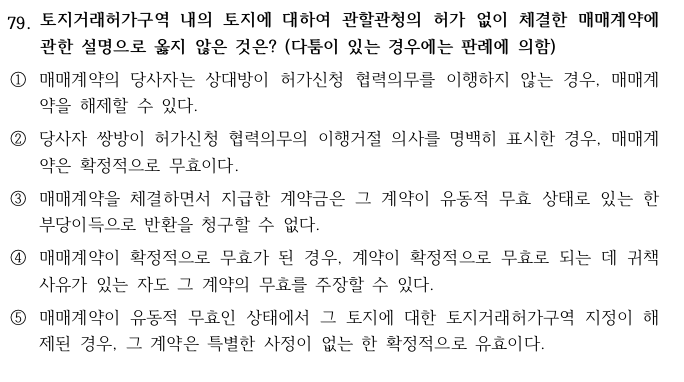 79. 토지거래허가구역 내의 토지에 대하여 관할관청의 허가 없이 체결한 매매계약에
관한 설명으로 옳지 않은 것은? (다툼이 있는 경우에는 판례에 의함)
① 매매계약의 당사자는 상대방이 허가신청 협력의무를 이행하지 않는 경우, 매매계
약을 해제할 수 있다.
② 당사자 쌍방이 허가신청 협력의무의 이행거절 의사를 명백히 표시한 경우, 매매계
약은 확정적으로 무효이다.
③ 매매계약을 체결하면서 지급한 계약금은 그 계약이 유동적 무효 상태로 있는 한
부당이득으로 반환을 청구할 수 없다.
④ 매매계약이 확정적으로 무효가 된 경우, 계약이 확정적으로 무효로 되는 데 귀책
사유가 있는 자도 그 계약의 무효를 주장할 수 있다.
⑤ 매매계약이 유동적 무효인 상태에서 그 토지에 대한 토지거래허가구역 지정이 해
제된 경우, 그 계약은 특별한 사정이 없는 한 확정적으로 유효이다.